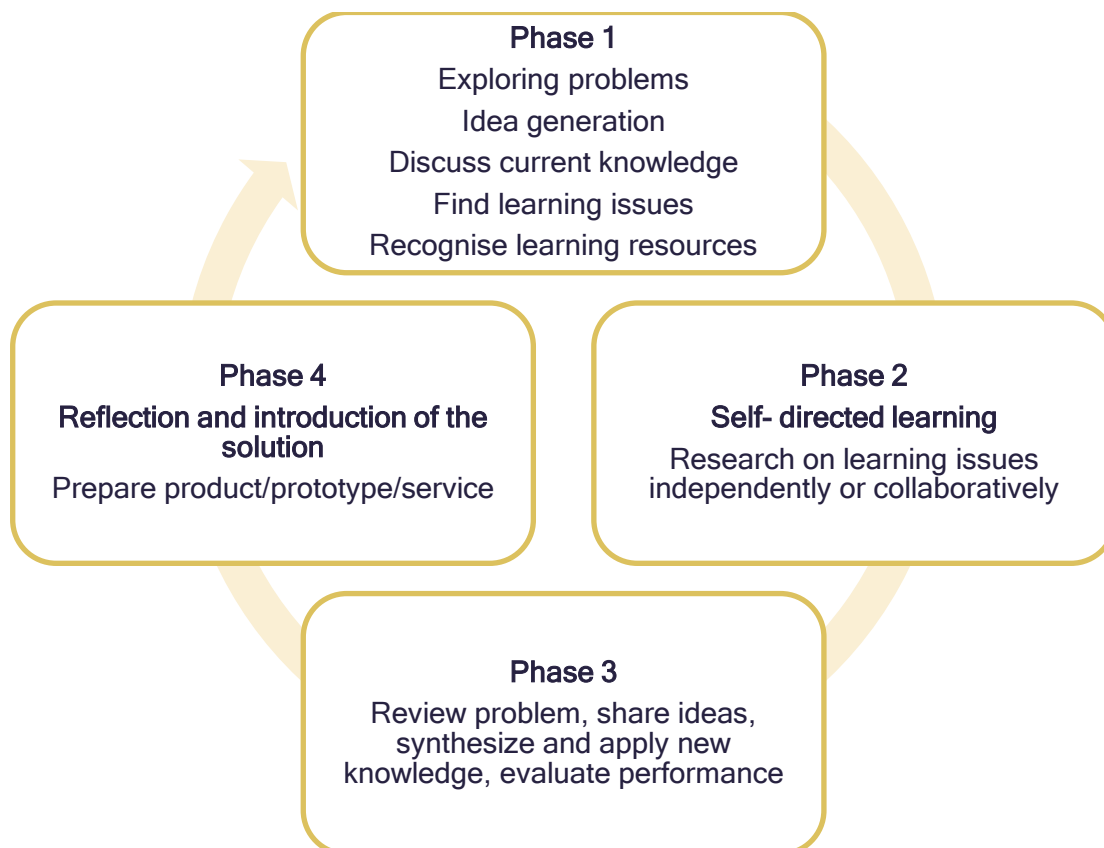 Phase 1
Exploring problems
Idea generation
Discuss current knowledge
Find learning issues
Recognise learning resources
Phase 2
Self- directed learning
Research on learning issues
independently or collaboratively
Phase 3
Review problem, share ideas,
synthesize and apply new
knowledge, evaluate performance
Phase 4
Reflection and introduction of the
solution
Prepare product/prototype/service